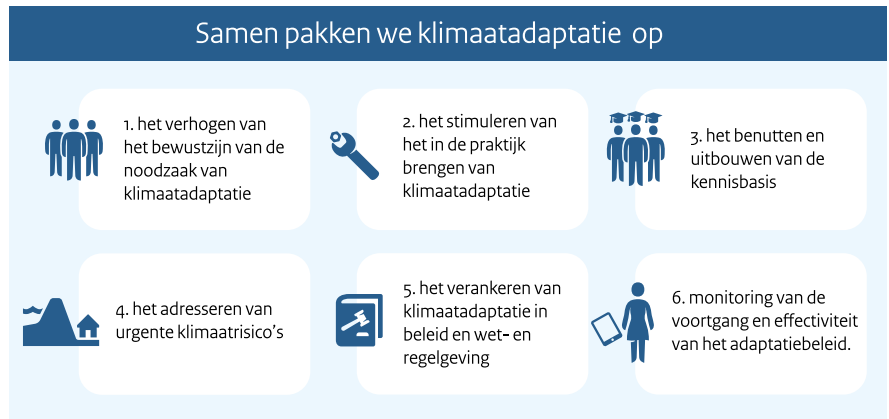 Samen pakken we klimaatadaptatie op
1. het verhogen van
het bewustzijn van de
noodzaak van
klimaatadaptatie
2. het stimuleren van
het in de praktijk
brengen van
klimaatadaptatie
3. het benutten en
uitbouwen van de
kennisbasis
4. het adresseren van
urgente klimaatrisico's
5. het verankeren van
klimaatadaptatie in
beleid en wet- en
regelgeving
6. monitoring van de
voortgang en effectiviteit
van het adaptatiebeleid.